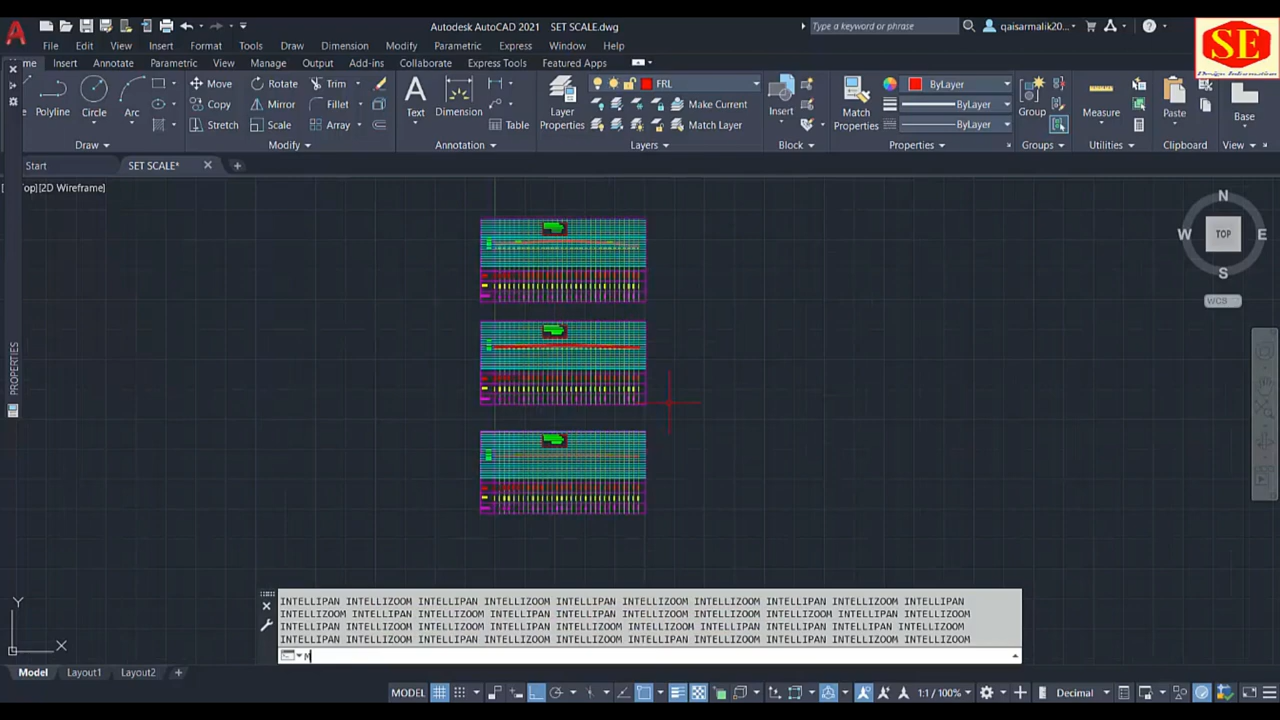 Autodesk AutoCAD 2021 SET SCALE.dwg
Type a keyword or phrase
qaisarmalik20...
SE
Design Information
File Edit View Insert Format Tools Draw Dimension Modify Parametric Express Window Help
me Insert Annotate Parametric View Manage Output Add-ins Collaborate Express Tools Featured Apps
Polyline Circle Arc
Move Rotate Trim
Copy Mirror Fillet
Stretch Scale Array
Text Dimension Table
Layer Properties
FRL
Make Current
Match Layer
Insert
Match Properties
ByLayer
ByLayer
ByLayer
Group
Measure
Paste
Base
Draw Modify Annotation Layers Block Properties Groups Utilities Clipboard View
Start SET SCALE*
op][2D Wireframe]
N
W TOP E
S
WCS
PROPERTIES
INTELLIPAN INTELLIZOOM INTELLIPAN INTELLIZOOM INTELLIPAN INTELLIZOOM INTELLIZOOM INTELLIPAN INTELLIZOOM INTELLIPAN
INTELLIZOOM INTELLIPAN INTELLIZOOM INTELLIPAN INTELLIZOOM INTELLIPAN INTELLIZOOM INTELLIZOOM INTELLIPAN INTELLIZOOM
INTELLIPAN INTELLIZOOM INTELLIPAN INTELLIZOOM INTELLIPAN INTELLIZOOM INTELLIPAN INTELLIPAN INTELLIPAN INTELLIZOOM
INTELLIPAN INTELLIZOOM INTELLIPAN INTELLIZOOM INTELLIPAN INTELLIZOOM INTELLIZOOM INTELLIPAN INTELLIZOOM INTELLIZOOM
M
Y
X
Model Layout1 Layout2
MODEL 1:1 / 100% Decimal